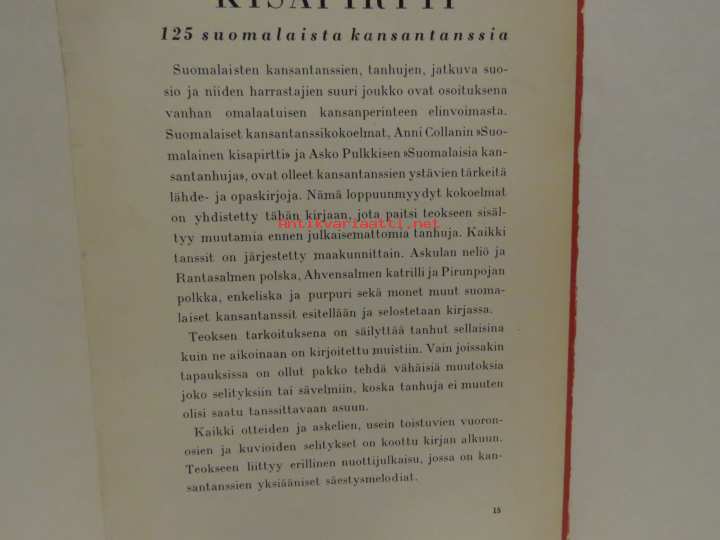 KISAPIRTTI
125 suomalaista kansantanssia
Suomalaisten kansantanssien, tanhujen, jatkuva suo-
sio ja niiden harrastajien suuri joukko ovat osoituksena
vanhan omalaatuisen kansanperinteen elinvoimasta.
Suomalaiset kansantanssikokoelmat, Anni Collanin »Suo-
malainen kisapirtti» ja Asko Pulkkisen »Suomalaisia kan-
santanhuja», ovat olleet kansantanssien ystävien tärkeitä
lähde- ja opaskirjoja. Nämä loppuunmyydyt kokoelmat
on yhdistetty tähän kirjaan, jota paitsi teokseen sisäl-
Antikvariaatti.net
tyy muutamia ennen julkaisemattomia tanhuja. Kaikki
tanssit on järjestetty maakunnittain. Askulan neliö ja
Rantasalmen polska, Ahvensalmen katrilli ja Pirunpojan
polkka, enkeliska ja purpuri sekä monet muut suoma-
laiset kansantanssit esitellään ja selostetaan kirjassa.
Teoksen tarkoituksena on säilyttää tanhut sellaisina
kuin ne aikoinaan on kirjoitettu muistiin. Vain joissakin
tapauksissa on ollut pakko tehdä vähäisiä muutoksia
joko selityksiin tai sävelmiin, koska tanhuja ei muuten
olisi saatu tanssittavaan asuun.
Kaikki otteiden ja askelien, usein toistuvien vuoron-
osien ja kuvioiden selitykset on koottu kirjan alkuun.
Teokseen liittyy erillinen nuottijulkaisu, jossa on kan-
santanssien yksiääniset säestysmelodiat.
15